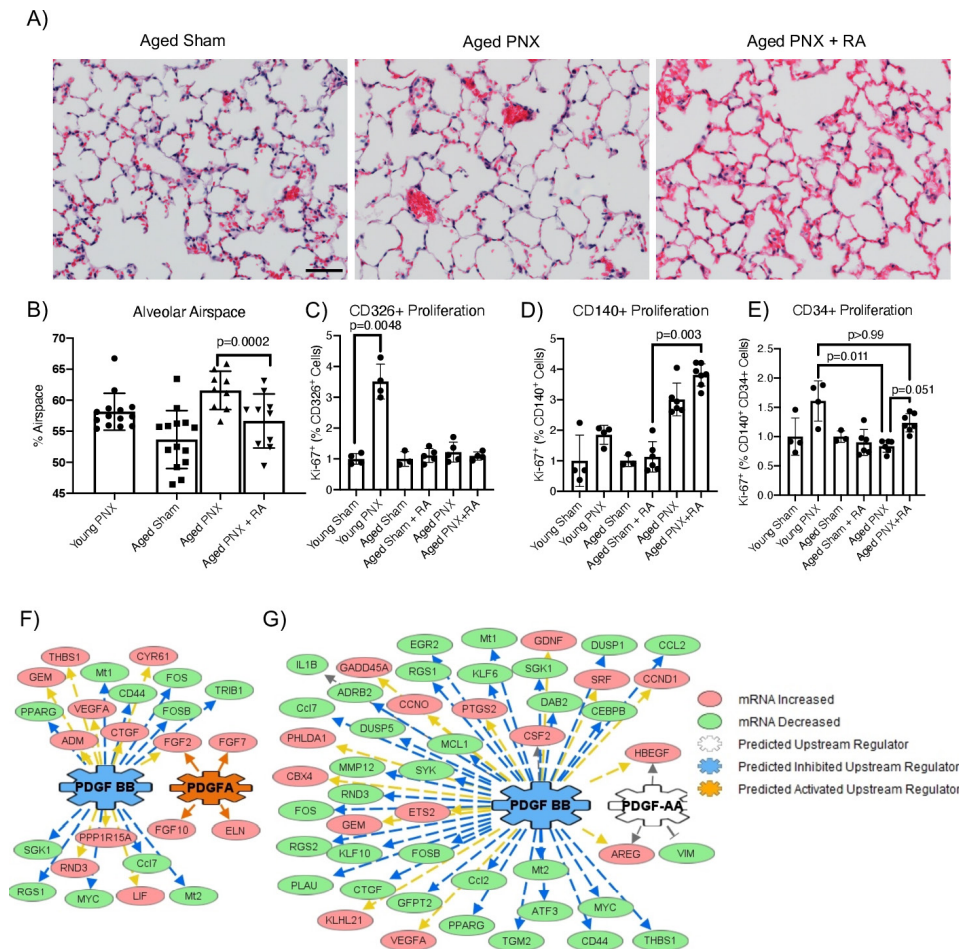 A)
Aged Sham
Aged PNX
Aged PNX + RA
B)
Alveolar Airspace
p=0.0002
% Airspace
70
65
60
55
50
45
Young PNX
Aged Sham
Aged PNX
Aged PNX + RA
C)
CD326+ Proliferation
p=0.0048
Ki-67+ (% CD326+ Cells)
5
4
3
2
1
0
Young Sham
Young PNX
Aged Sham
Aged Sham + RA
Aged PNX
Aged PNX+RA
D)
CD140+ Proliferation
p=0.003
Ki-67+ (% CD140+ Cells)
5
4
3
2
1
0
Young Sham
Young PNX
Aged Sham
Aged Sham + RA
Aged PNX
Aged PNX+RA
E)
CD34+ Proliferation
p>0.99
p=0.011
p=0.051
Ki-67+ (% CD140+ CD34+ Cells)
2.5
2.0
1.5
1.0
0.5
0.0
Young Sham
Young PNX
Aged Sham
Aged Sham + RA
Aged PNX
Aged PNX+RA
F)
THBS1
CYR61
GEM
Mt1
FOS
CD44
TRIB1
PPARG
VEGFA
FOSB
CTGF
ADM
FGF2
FGF7
PDGF BB
PDGFA
PPP1R15A
FGF10
ELN
SGK1
Ccl7
RND3
RGS1
MYC
LIF
Mt2
G)
EGR2
Mt1
GDNF
DUSP1
CCL2
IL1B
GADD45A
RGS1
KLF6
SGK1
SRF
CCND1
ADRB2
Ccl7
CCNO
PTGS2
DAB2
CEBPB
DUSP5
PHLDA1
MCL1
CSF2
HBEGF
MMP12
SYK
CBX4
RND3
PDGF BB
PDGF-AA
FOS
GEM
ETS2
RGS2
KLF10
FOSB
AREG
VIM
PLAU
CTGF
Ccl2
Mt2
GFPT2
KLHL21
PPARG
ATF3
MYC
VEGFA
TGM2
CD44
THBS1
mRNA Increased
mRNA Decreased
Predicted Upstream Regulator
Predicted Inhibited Upstream Regulator
Predicted Activated Upstream Regulator